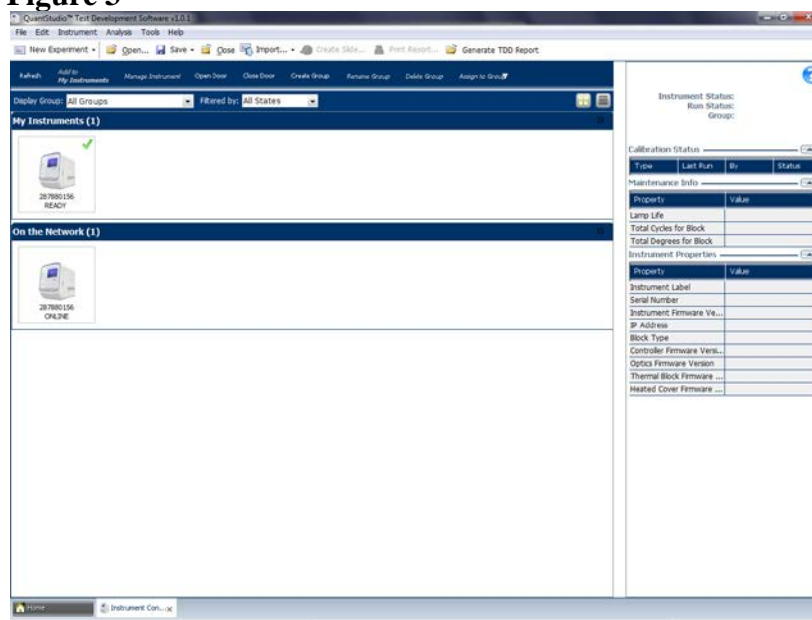 Figure 3
QuantStudio™ Test Development Software v1.0.1
File Edit Instrument Analysis Tools Help
New Experiment Open... Save Close Import... Create Slide... Print Report... Generate TDD Report
Refresh Add to My Instruments Manage Instrument Open Door Close Door Create Group Rename Group Delete Group Assign to Group
Display Group: All Groups Filtered by: All States
My Instruments (1)
287880156
READY
On the Network (1)
287880156
ONLINE
Instrument Status:
Run Status:
Group:
Calibration Status
Type Last Run By Status
Maintenance Info
Property Value
Lamp Life
Total Cycles for Block
Total Degrees for Block
Instrument Properties
Property Value
Instrument Label
Serial Number
Instrument Firmware Ve...
IP Address
Block Type
Controller Firmware Versi...
Optics Firmware Version
Thermal Block Firmware ...
Heated Cover Firmware ...
Home Instrument Con... x